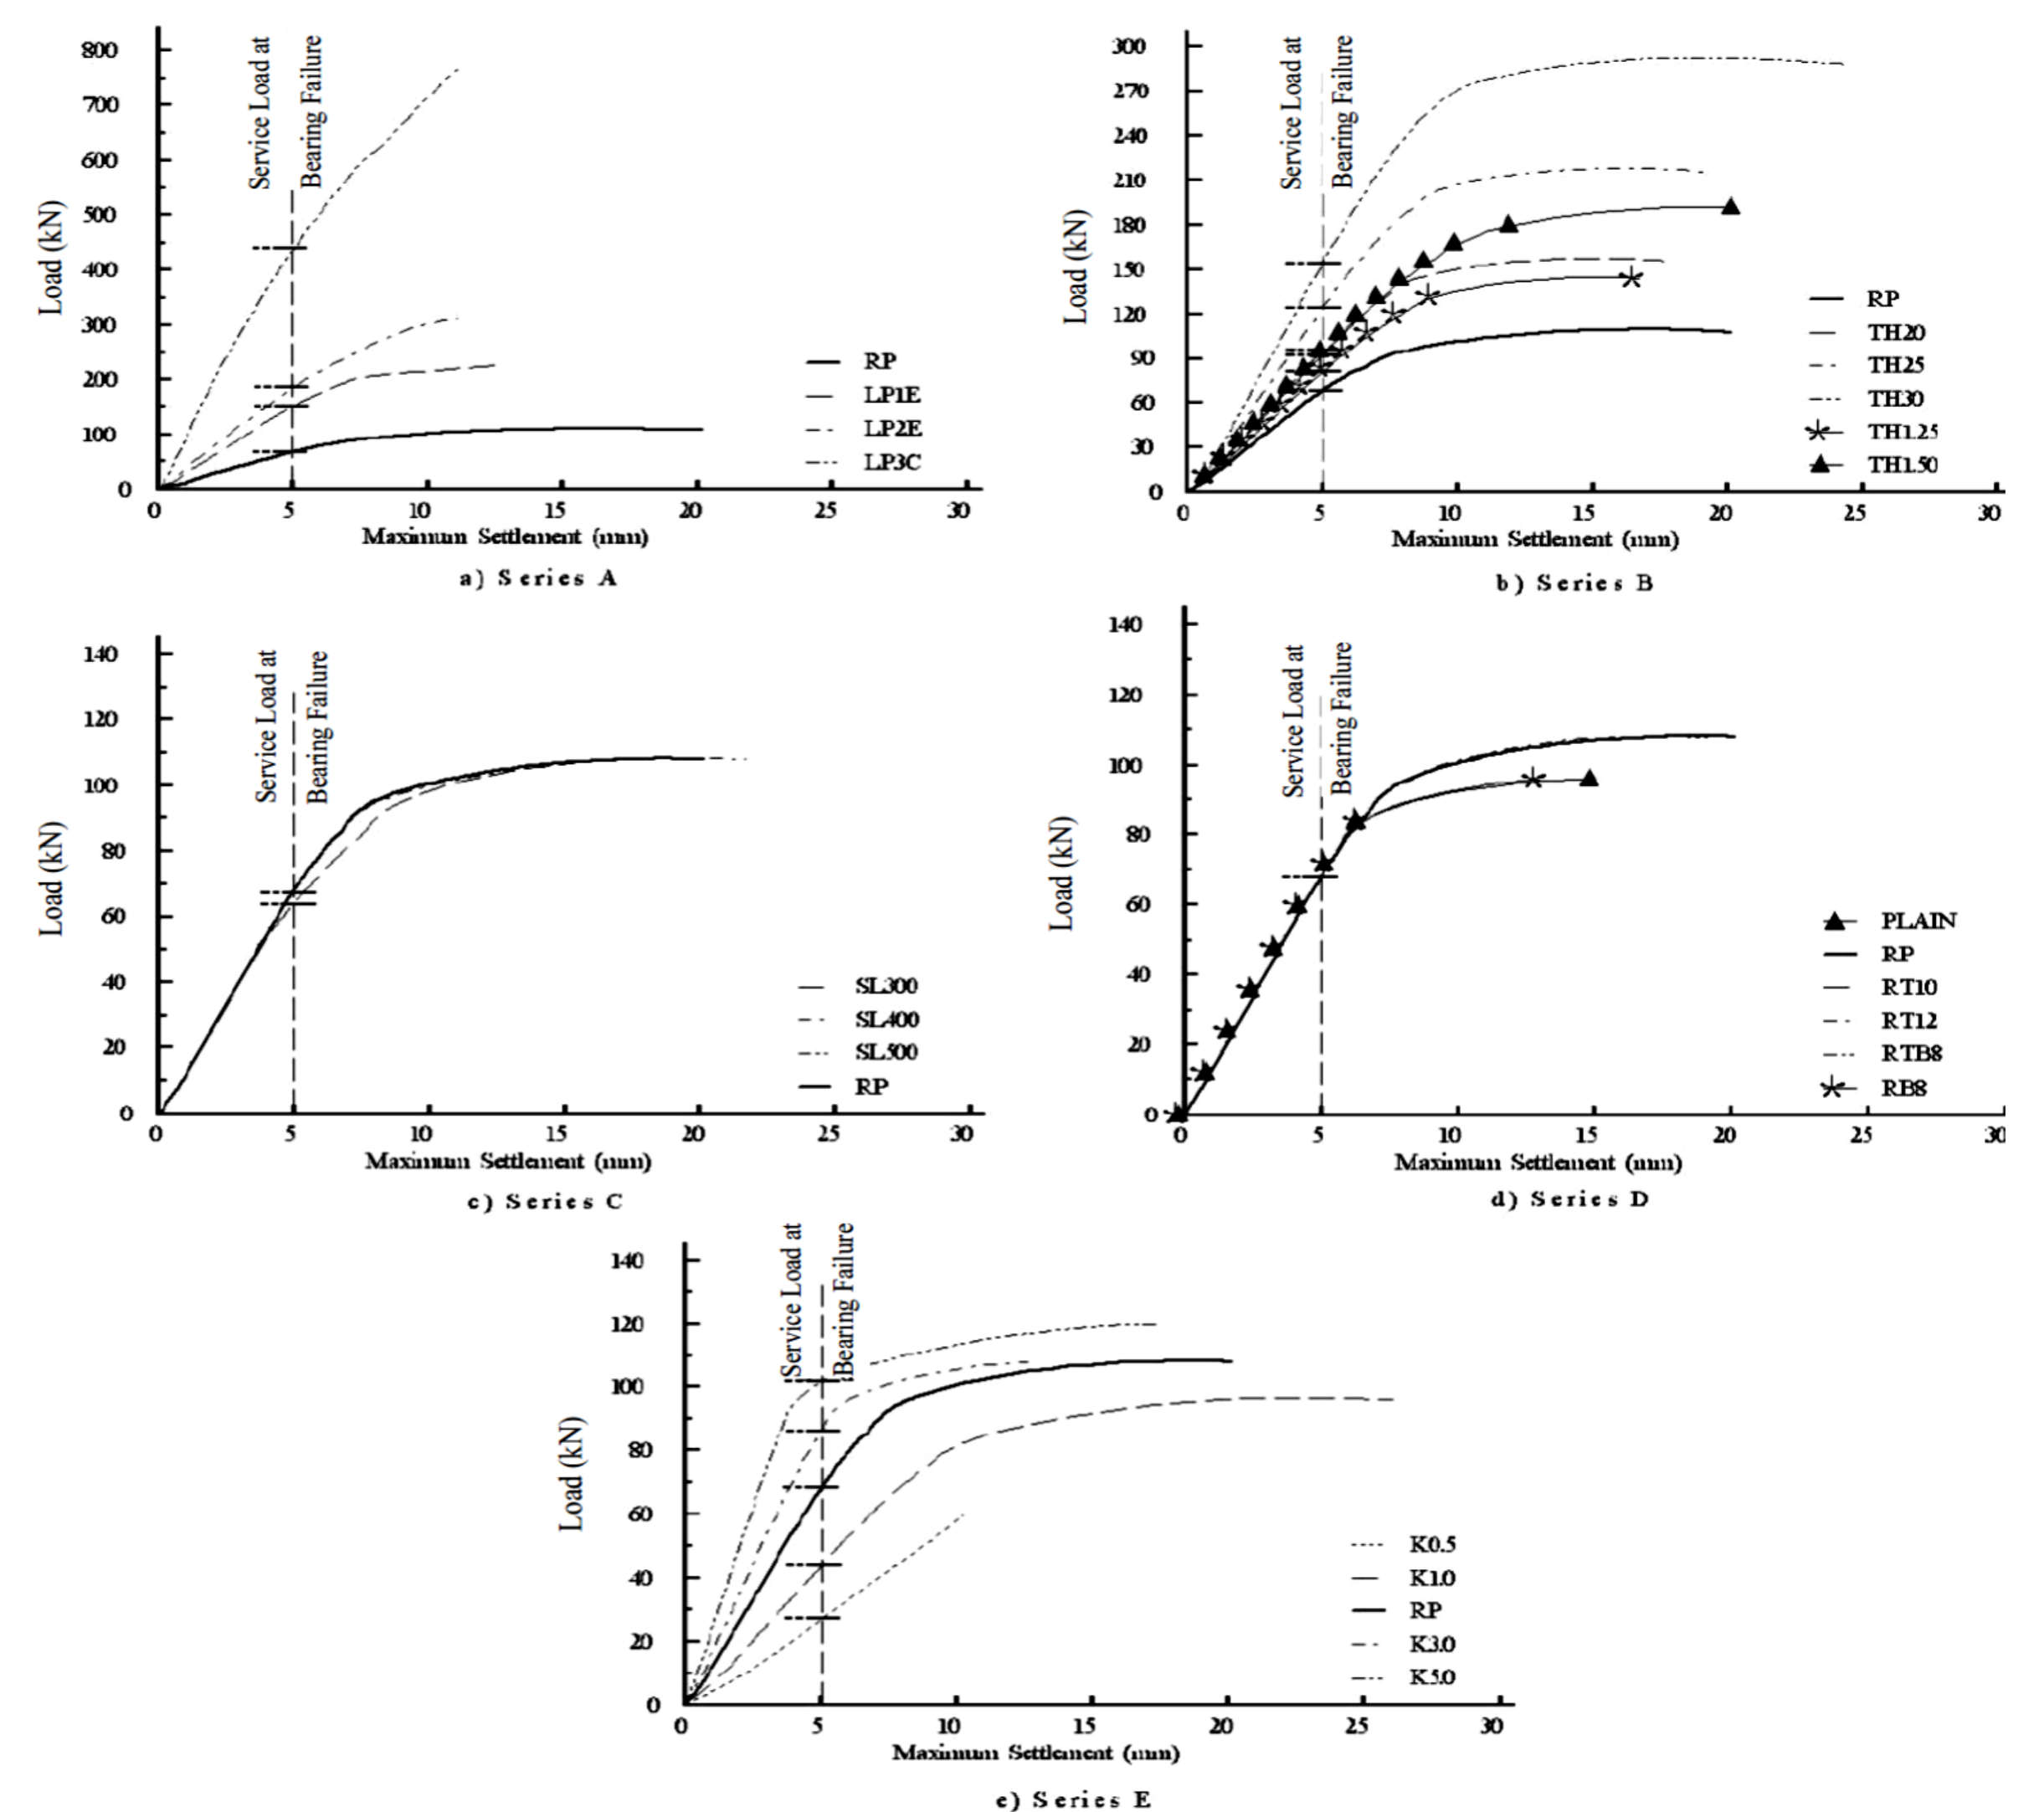 Service Load at
Bearing Failure
Load (kN)
800
700
600
500
400
300
200
100
0
RP
LP1E
LP2E
LP3C
0 5 10 15 20 25 30
Maximum Settlement (mm)
a) Series A
Service Load at
Bearing Failure
Load (kN)
300
270
240
210
180
150
120
90
60
30
0
RP
TH20
TH25
TH30
TH1.25
TH1.50
0 5 10 15 20 25 30
Maximum Settlement (mm)
b) Series B
Service Load at
Bearing Failure
Load (kN)
140
120
100
80
60
40
20
0
SL300
SL400
SL500
RP
0 5 10 15 20 25 30
Maximum Settlement (mm)
c) Series C
Service Load at
Bearing Failure
Load (kN)
140
120
100
80
60
40
20
0
PLAIN
RP
RT10
RT12
RTB8
RB8
0 5 10 15 20 25 30
Maximum Settlement (mm)
d) Series D
Service Load at
Bearing Failure
Load (kN)
140
120
100
80
60
40
20
0
K0.5
K1.0
RP
K3.0
K5.0
0 5 10 15 20 25 30
Maximum Settlement (mm)
e) Series E